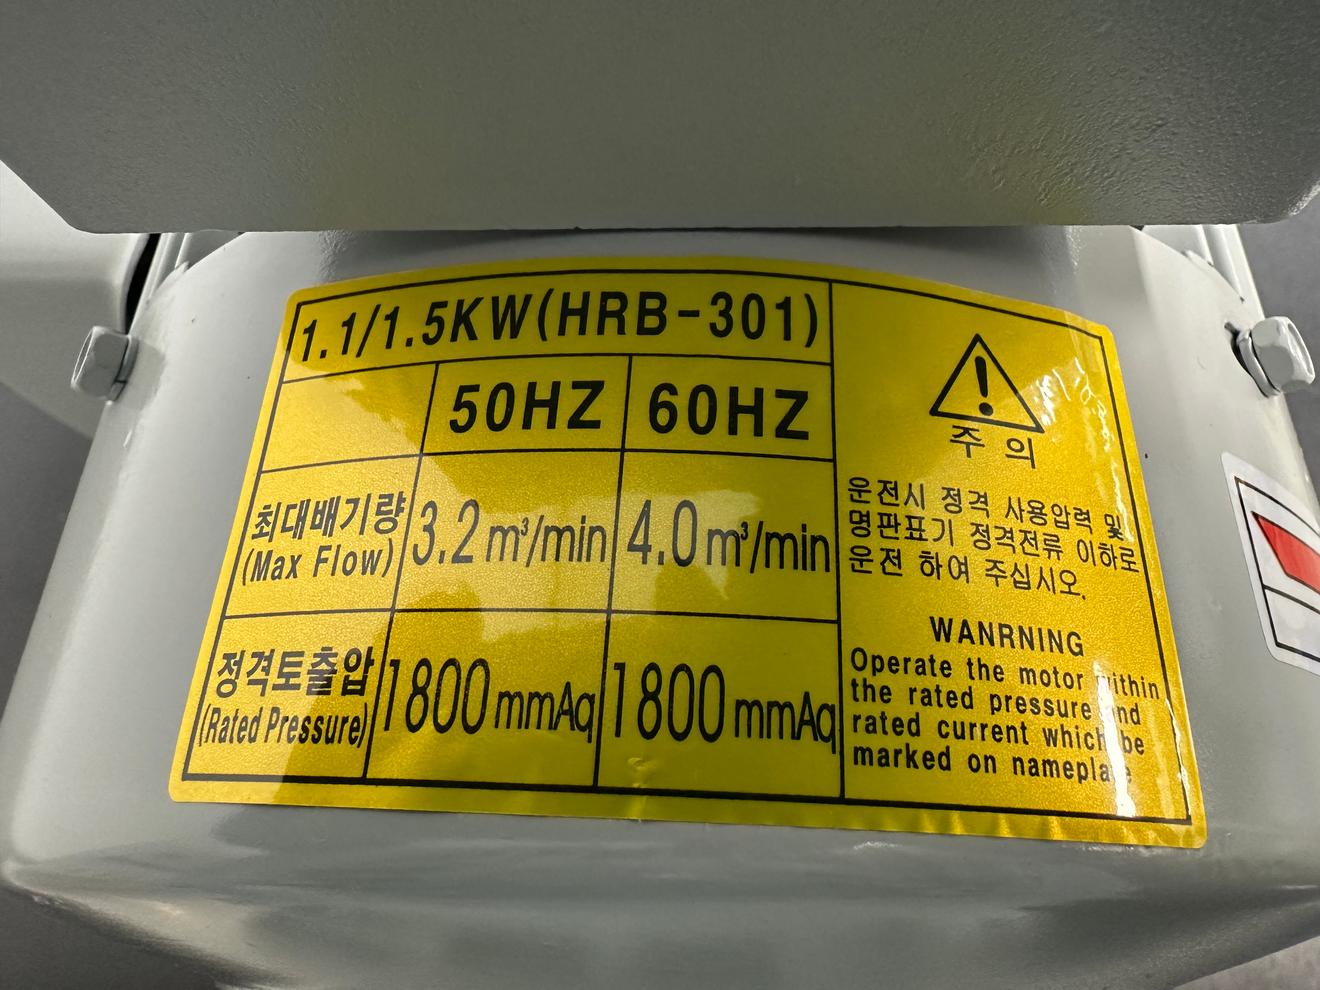 1.1/1.5KW(HRB-301)
50HZ 60HZ
최대배기량
(Max Flow)
3.2 m³/min 4.0 m³/min
정격토출압
(Rated Pressure)
1800 mmAq 1800 mmAq
주 의
운전시 정격 사용압력 및
명판표기 정격전류 이하로
운전 하여 주십시오.
WANRNING
Operate the motor within
the rated pressure and
rated current which be
marked on nameplate